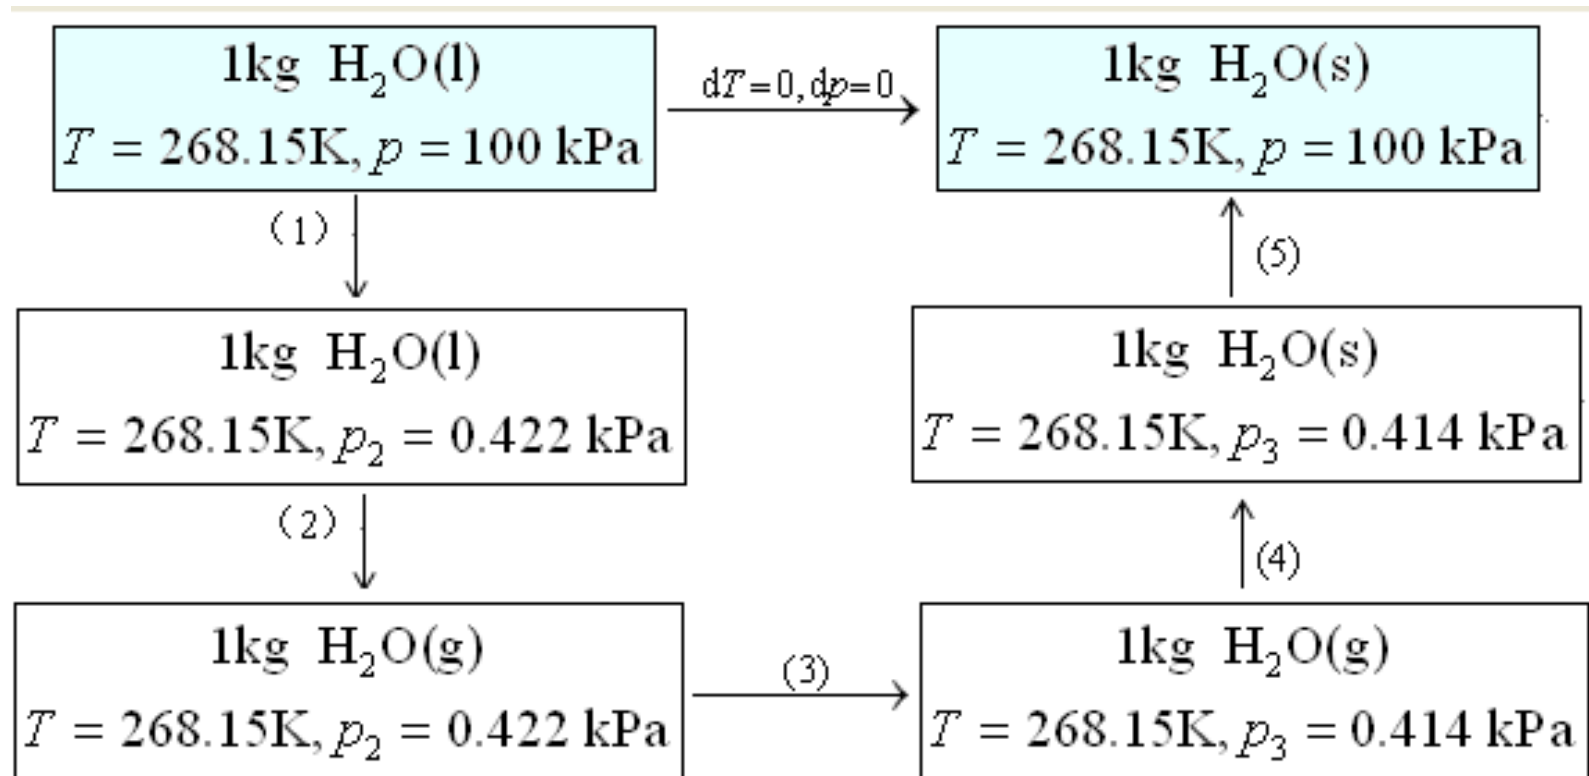 1kg H₂O(l)
T = 268.15K, p = 100 kPa
dT=0, dp=0
1kg H₂O(s)
T = 268.15K, p = 100 kPa
(1)
(5)
1kg H₂O(l)
T = 268.15K, p₂ = 0.422 kPa
1kg H₂O(s)
T = 268.15K, p₃ = 0.414 kPa
(2)
(4)
1kg H₂O(g)
T = 268.15K, p₂ = 0.422 kPa
(3)
1kg H₂O(g)
T = 268.15K, p₃ = 0.414 kPa